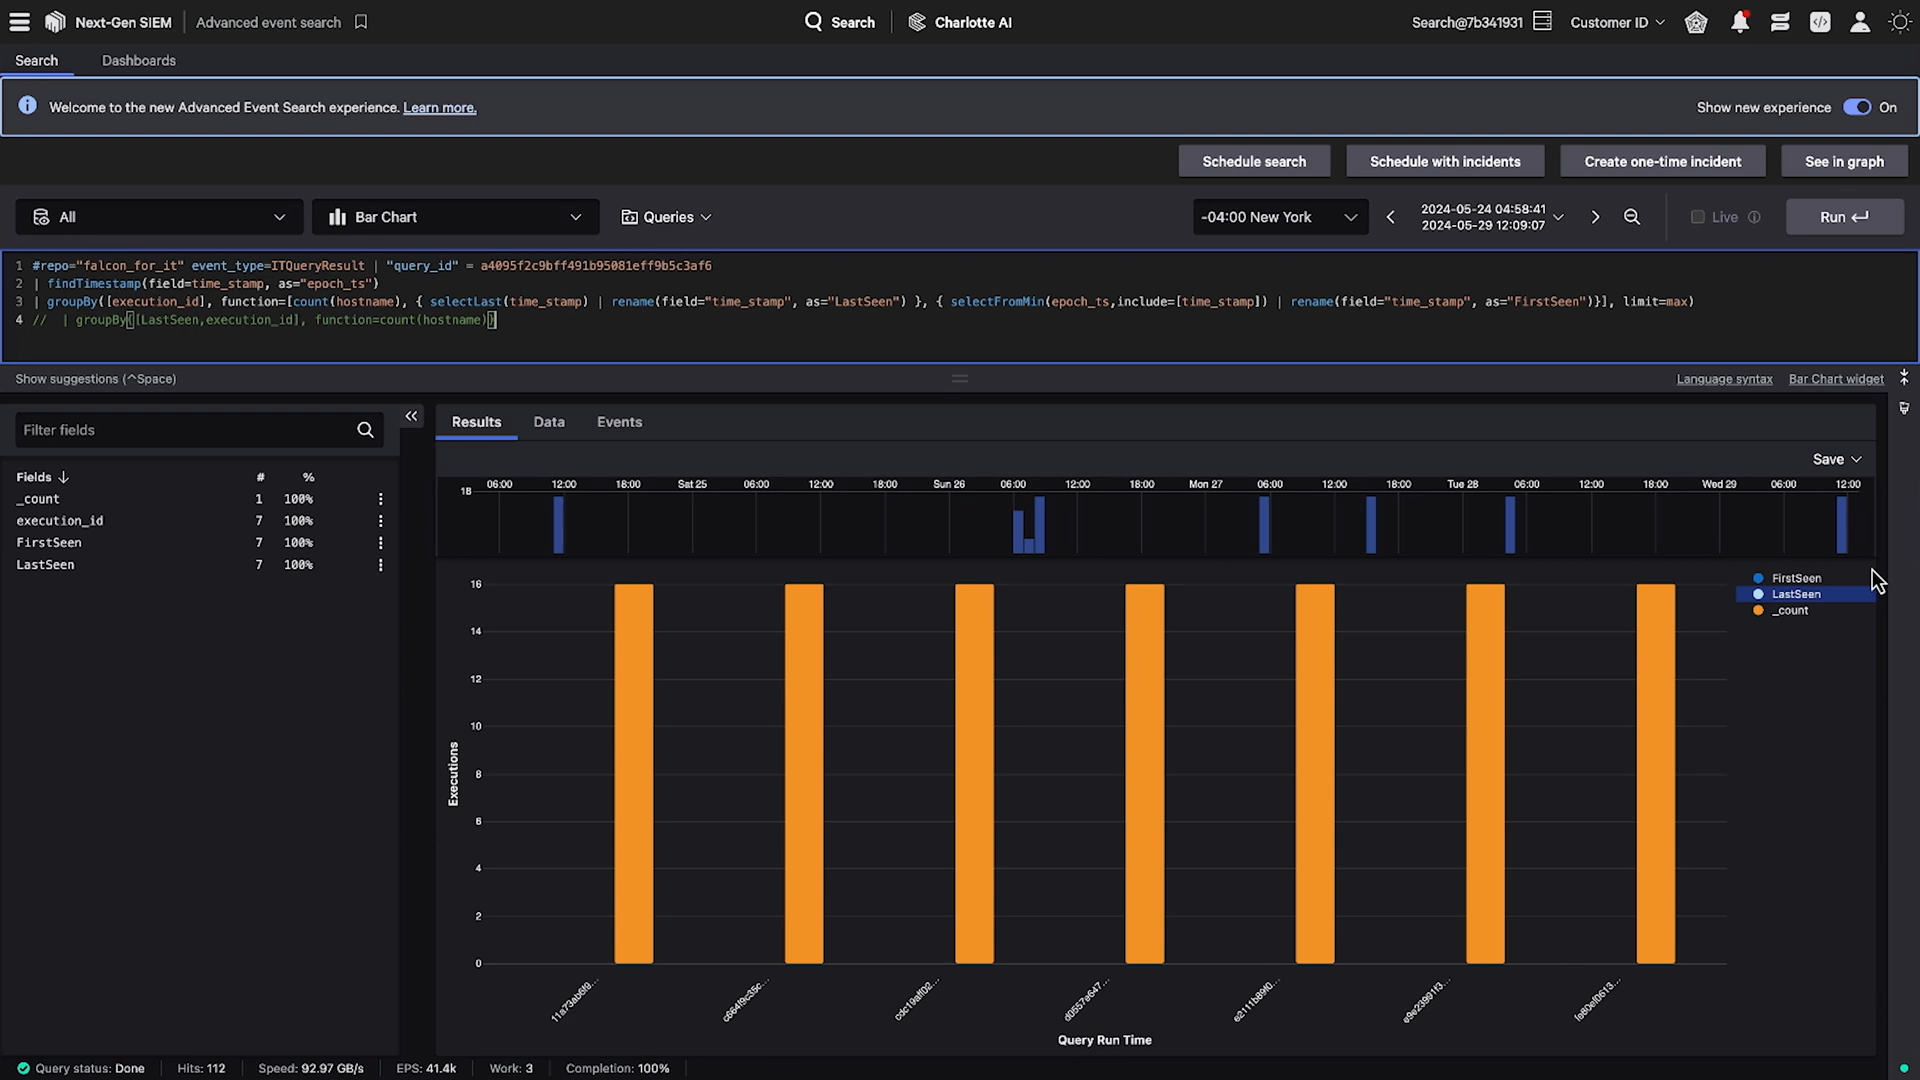 Next-Gen SIEM
Advanced event search
Search
Charlotte AI
Search@7b341931
Customer ID
Search
Dashboards
Welcome to the new Advanced Event Search experience. Learn more.
Show new experience
On
Schedule search
Schedule with incidents
Create one-time incident
See in graph
All
Bar Chart
Queries
-04:00 New York
2024-05-24 04:58:41
2024-05-29 12:09:07
Live
Run
1 #repo="falcon_for_it" event_type=ITQueryResult | "query_id" = a4095f2c9bff491b95081eff9b5c3af6
2 | findTimestamp(field=time_stamp, as="epoch_ts")
3 | groupBy([execution_id], function=[count(hostname), { selectLast(time_stamp) | rename(field="time_stamp", as="LastSeen") }, { selectFromMin(epoch_ts,include=[time_stamp]) | rename(field="time_stamp", as="FirstSeen")}], limit=max)
4 // | groupBy([LastSeen,execution_id], function=count(hostname))
Show suggestions (^Space)
Language syntax
Bar Chart widget
Filter fields
Results
Data
Events
Save
Fields # %
_count 1 100%
execution_id 7 100%
FirstSeen 7 100%
LastSeen 7 100%
06:00 12:00 18:00 Sat 25 06:00 12:00 18:00 Sun 26 06:00 12:00 18:00 Mon 27 06:00 12:00 18:00 Tue 28 06:00 12:00 18:00 Wed 29 06:00 12:00
18
FirstSeen
LastSeen
_count
16
14
12
10
8
6
4
2
0
Executions
Query Run Time
Query status: Done
Hits: 112
Speed: 92.97 GB/s
EPS: 41.4k
Work: 3
Completion: 100%